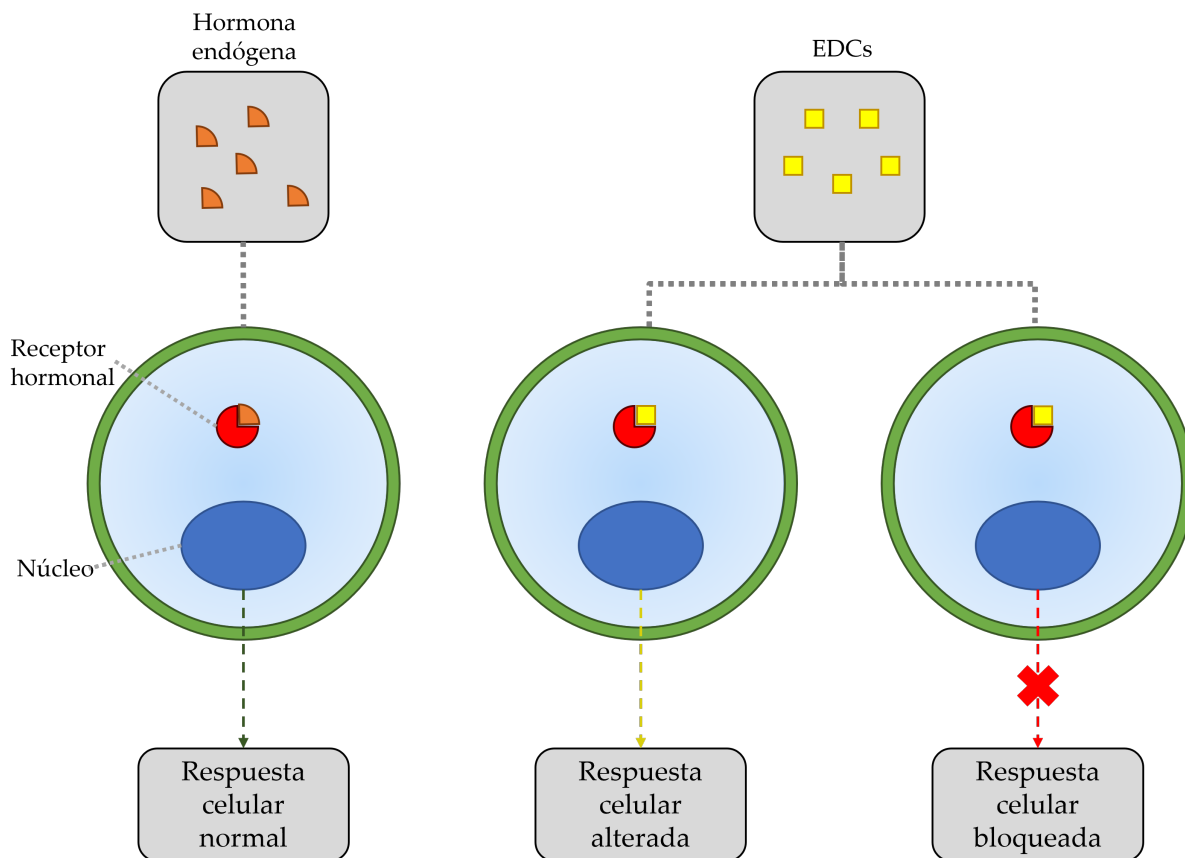 Hormona
endógena
EDCs
Receptor
hormonal
Núcleo
Respuesta
celular
normal
Respuesta
celular
alterada
Respuesta
celular
bloqueada